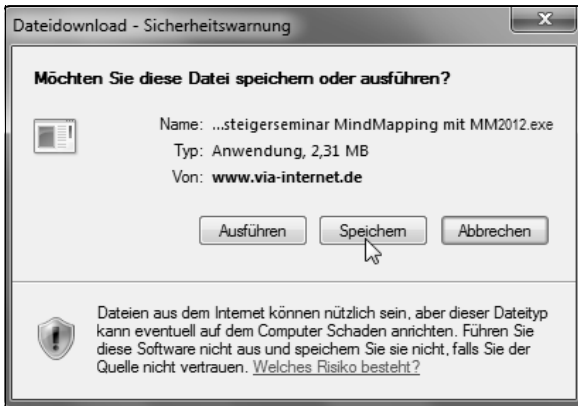 Dateidownload - Sicherheitswarnung
x
Möchten Sie diese Datei speichern oder ausführen?
Name: ...steigerseminar MindMapping mit MM2012.exe
Typ: Anwendung, 2,31 MB
Von: www.via-internet.de
Ausführen Speichern Abbrechen
Dateien aus dem Internet können nützlich sein, aber dieser Dateityp
kann eventuell auf dem Computer Schaden anrichten. Führen Sie
diese Software nicht aus und speichern Sie sie nicht, falls Sie der
Quelle nicht vertrauen. Welches Risiko besteht?